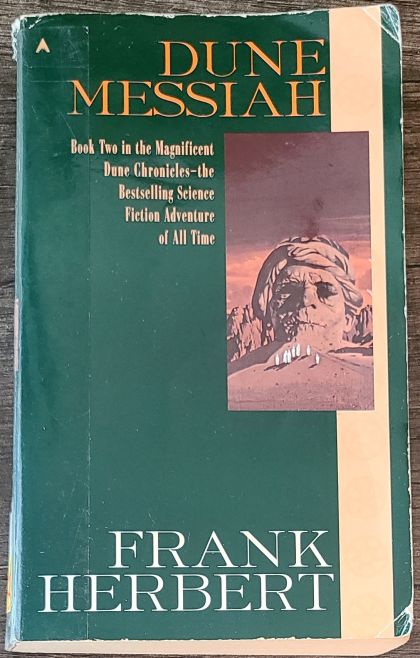 DUNE
MESSIAH
Book Two in the Magnificent
Dune Chronicles–the
Bestselling Science
Fiction Adventure
of All Time
FRANK
HERBERT